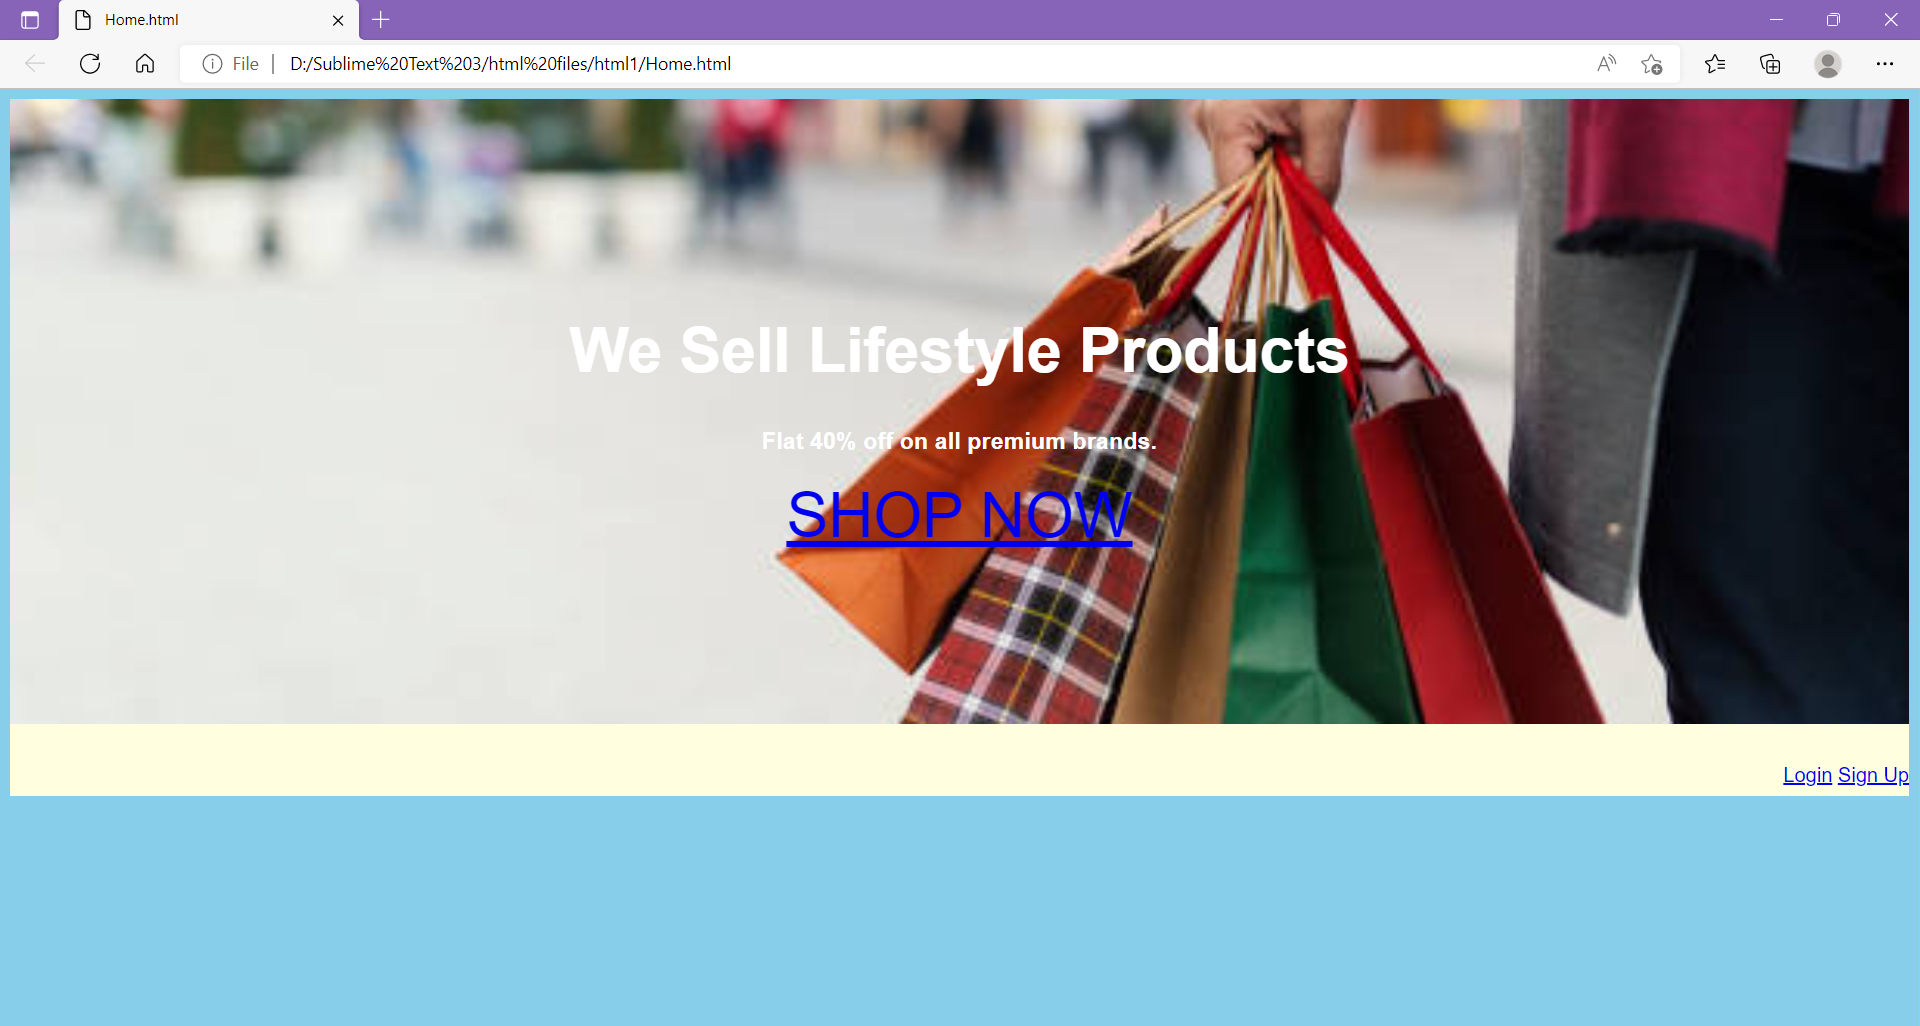 Home.html
File
D:/Sublime%20Text%203/html%20files/html1/Home.html
We Sell Lifestyle Products
Flat 40% off on all premium brands.
SHOP NOW
Login Sign Up